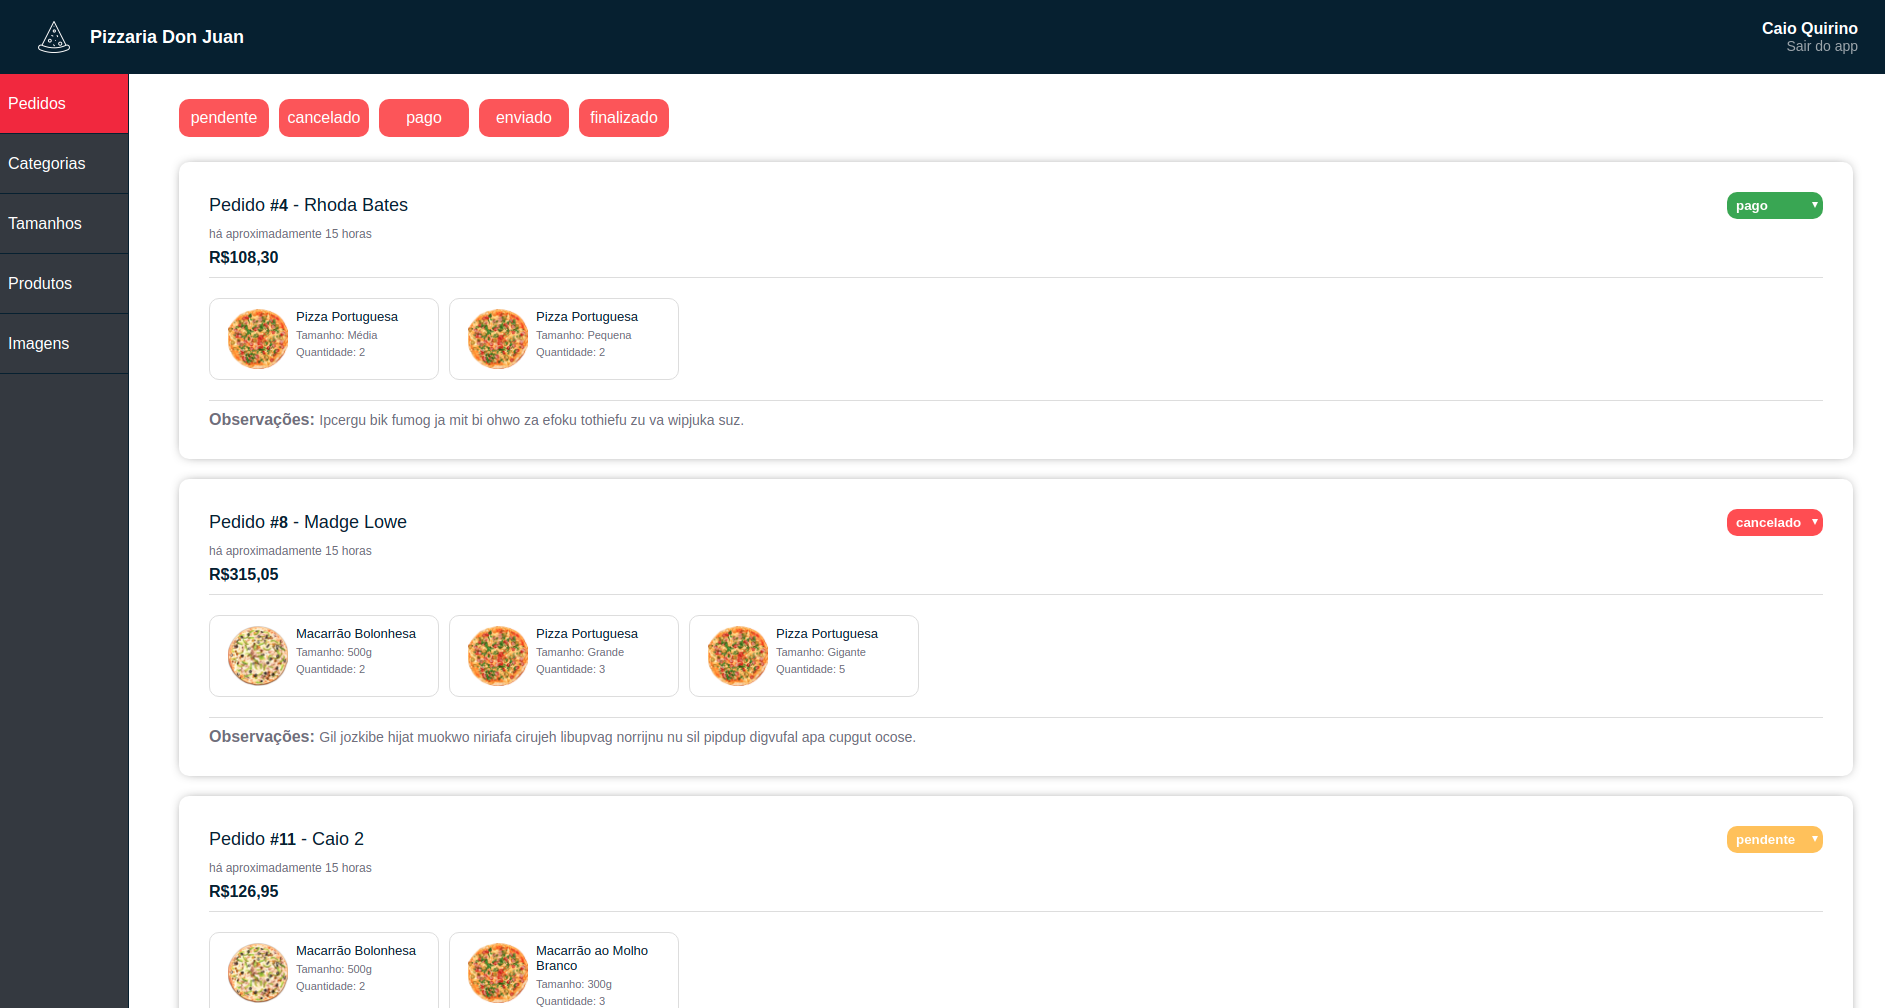 Pizzaria Don Juan
Caio Quirino
Sair do app
Pedidos
Categorias
Tamanhos
Produtos
Imagens
pendente cancelado pago enviado finalizado
Pedido #4 - Rhoda Bates
pago
há aproximadamente 15 horas
R$108,30
Pizza Portuguesa
Tamanho: Média
Quantidade: 2
Pizza Portuguesa
Tamanho: Pequena
Quantidade: 2
Observações: Ipcergu bik fumog ja mit bi ohwo za efoku tothiefu zu va wipjuka suz.
Pedido #8 - Madge Lowe
cancelado
há aproximadamente 15 horas
R$315,05
Macarrão Bolonhesa
Tamanho: 500g
Quantidade: 2
Pizza Portuguesa
Tamanho: Grande
Quantidade: 3
Pizza Portuguesa
Tamanho: Gigante
Quantidade: 5
Observações: Gil jozkibe hijat muokwo niriafa cirujeh libupvag norrijnu nu sil pipdup digvufal apa cupgut ocose.
Pedido #11 - Caio 2
pendente
há aproximadamente 15 horas
R$126,95
Macarrão Bolonhesa
Tamanho: 500g
Quantidade: 2
Macarrão ao Molho
Branco
Tamanho: 300g
Quantidade: 3